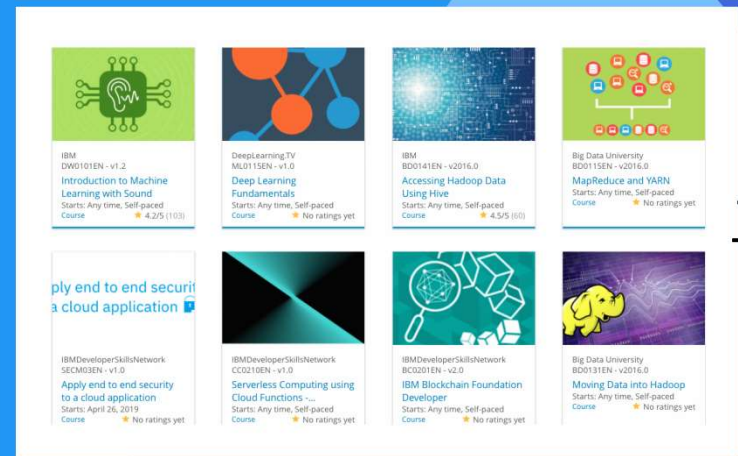 IBM
DW0101EN - v1.2
Introduction to Machine
Learning with Sound
Starts: Any time, Self-paced
Course 4.2/5 (103)
DeepLearning.TV
ML0115EN - v1.0
Deep Learning
Fundamentals
Starts: Any time, Self-paced
Course No ratings yet
IBM
BD0141EN - v2016.0
Accessing Hadoop Data
Using Hive
Starts: Any time, Self-paced
Course 4.5/5 (60)
Big Data University
BD0115EN - v2016.0
MapReduce and YARN
Starts: Any time, Self-paced
Course No ratings yet
ply end to end securit
a cloud application
IBMDeveloperSkillsNetwork
SECM03EN - v1.0
Apply end to end security
to a cloud application
Starts: April 26, 2019
Course No ratings yet
IBMDeveloperSkillsNetwork
CC0210EN - v1.0
Serverless Computing using
Cloud Functions -...
Starts: Any time, Self-paced
Course No ratings yet
IBMDeveloperSkillsNetwork
BC0201EN - v2.0
IBM Blockchain Foundation
Developer
Starts: Any time, Self-paced
Course No ratings yet
Big Data University
BD0131EN - v2016.0
Moving Data into Hadoop
Starts: Any time, Self-paced
Course No ratings yet